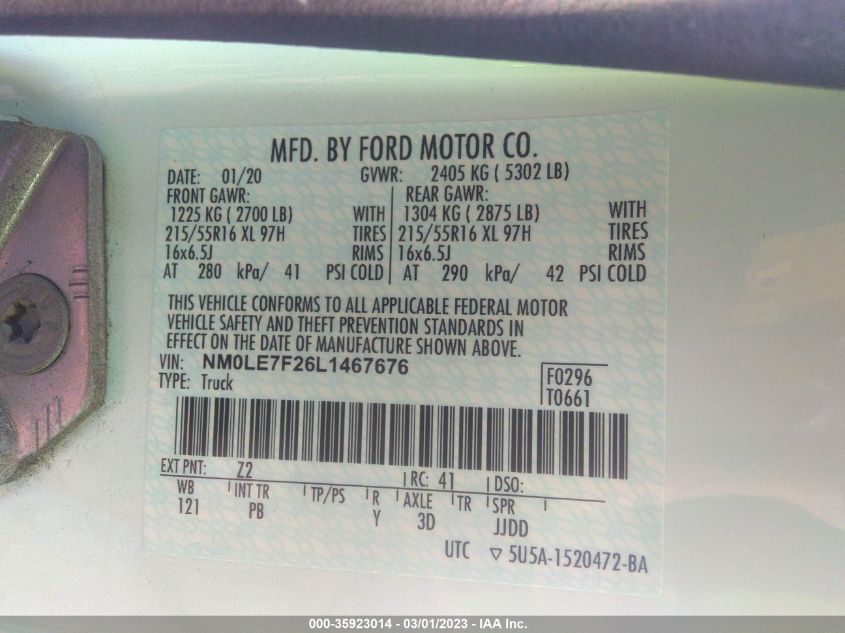 MFD. BY FORD MOTOR CO.
DATE: 01/20 GVWR: 2405 KG ( 5302 LB)
FRONT GAWR: REAR GAWR:
1225 KG ( 2700 LB) WITH 1304 KG ( 2875 LB) WITH
215/55R16 XL 97H TIRES 215/55R16 XL 97H TIRES
16x6.5J RIMS 16x6.5J RIMS
AT 280 kPa/ 41 PSI COLD AT 290 kPa/ 42 PSI COLD
THIS VEHICLE CONFORMS TO ALL APPLICABLE FEDERAL MOTOR
VEHICLE SAFETY AND THEFT PREVENTION STANDARDS IN
EFFECT ON THE DATE OF MANUFACTURE SHOWN ABOVE.
VIN: NM0LE7F26L1467676
TYPE: Truck
F0296
T0661
EXT PNT: Z2 RC: 41 DSO:
WB INT TR TP/PS R AXLE TR SPR
121 PB Y 3D JJDD
UTC ▽ 5U5A-1520472-BA
000-35923014 - 03/01/2023 - IAA Inc.